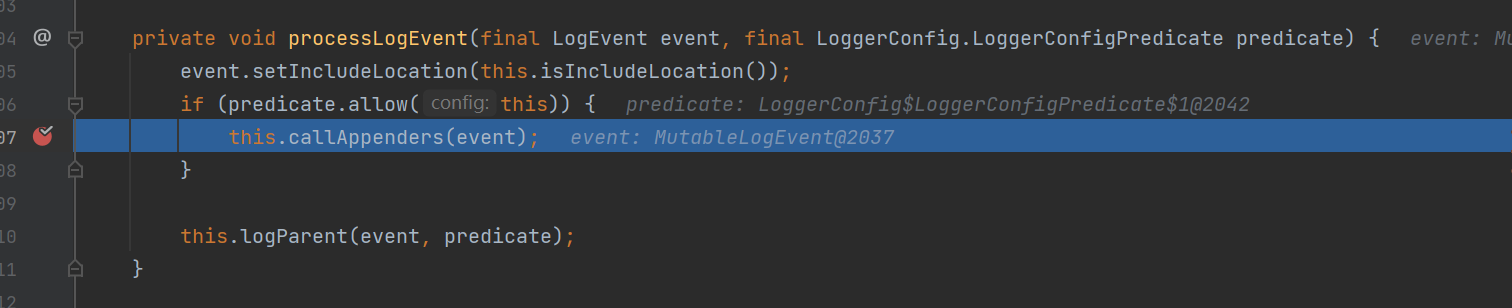 03
04 @ private void processLogEvent(final LogEvent event, final LoggerConfig.LoggerConfigPredicate predicate) { event: Mu
05 event.setIncludeLocation(this.isIncludeLocation());
06 if (predicate.allow( config: this)) { predicate: LoggerConfig$LoggerConfigPredicate$1@2042
07 this.callAppenders(event); event: MutableLogEvent@2037
08 }
09
10 this.logParent(event, predicate);
11 }
12